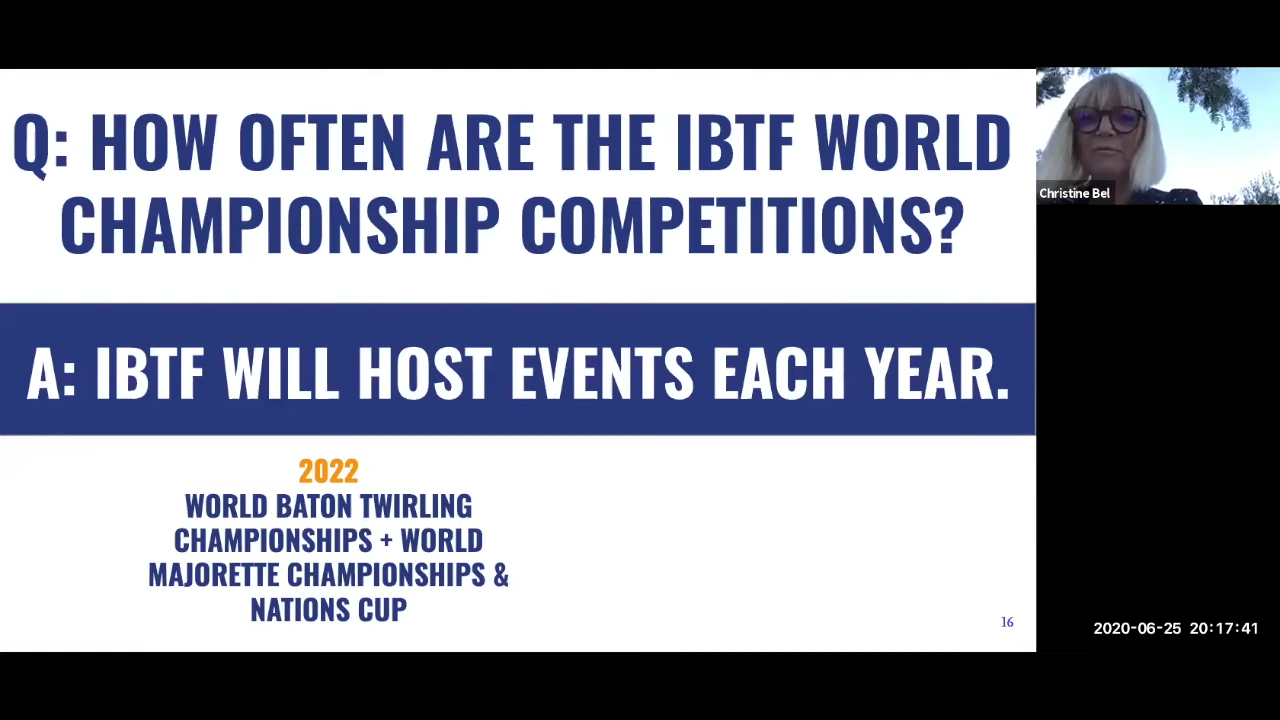 Q: HOW OFTEN ARE THE IBTF WORLD
CHAMPIONSHIP COMPETITIONS?
A: IBTF WILL HOST EVENTS EACH YEAR.
2022
WORLD BATON TWIRLING
CHAMPIONSHIPS + WORLD
MAJORETTE CHAMPIONSHIPS &
NATIONS CUP
16
Christine Bel
2020-06-25 20:17:41